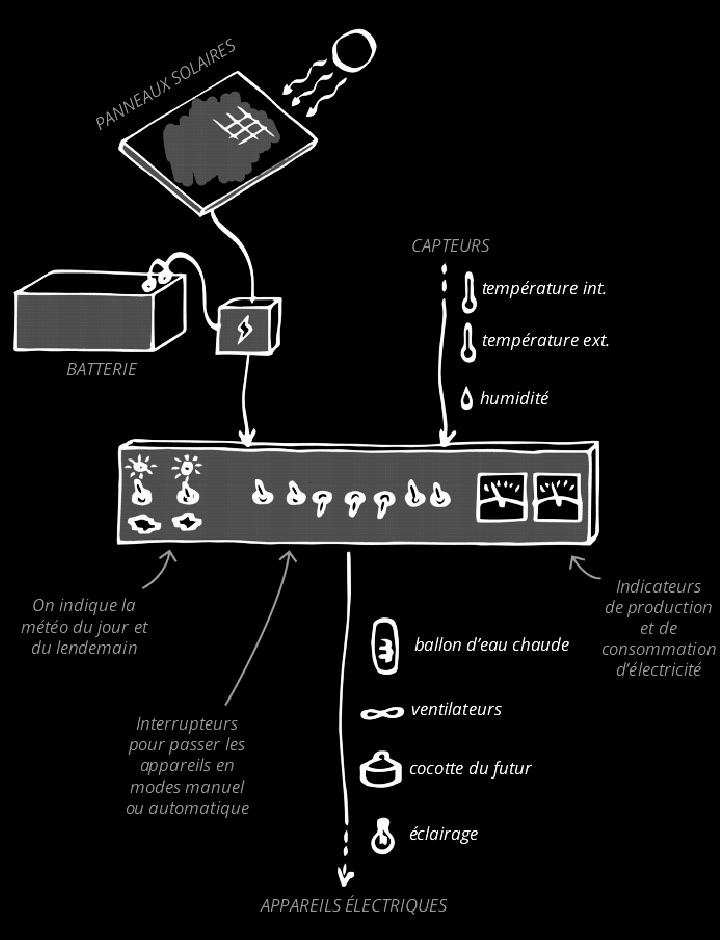 PANNEAUX SOLAIRES
CAPTEURS
température int.
température ext.
humidité
BATTERIE
On indique la
météo du jour et
du lendemain
Interrupteurs
pour passer les
appareils en
modes manuel
ou automatique
Indicateurs
de production
et de
consommation
d'électricité
ballon d'eau chaude
ventilateurs
cocotte du futur
éclairage
APPAREILS ÉLECTRIQUES